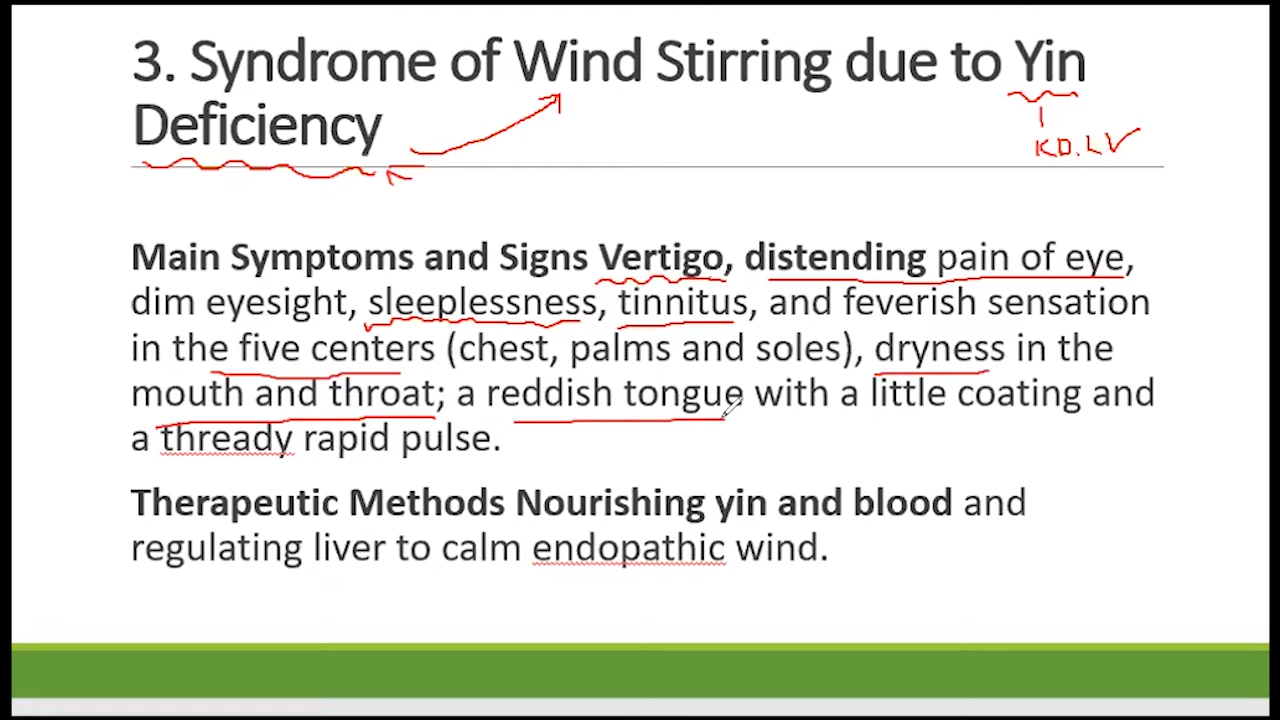 3. Syndrome of Wind Stirring due to Yin
Deficiency
KD. LV
Main Symptoms and Signs Vertigo, distending pain of eye,
dim eyesight, sleeplessness, tinnitus, and feverish sensation
in the five centers (chest, palms and soles), dryness in the
mouth and throat; a reddish tongue with a little coating and
a thready rapid pulse.
Therapeutic Methods Nourishing yin and blood and
regulating liver to calm endopathic wind.